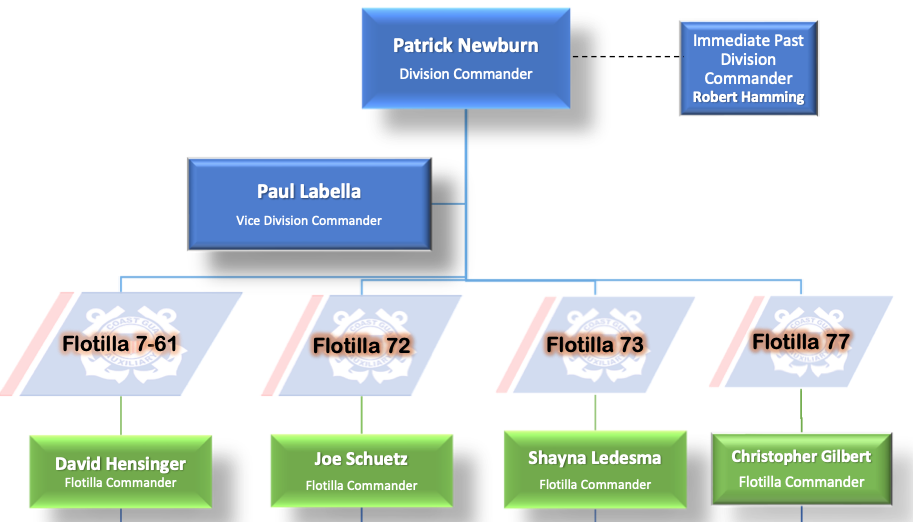 Patrick Newburn
Division Commander
Immediate Past
Division
Commander
Robert Hamming
Paul Labella
Vice Division Commander
Flotilla 7-61
Flotilla 72
Flotilla 73
Flotilla 77
David Hensinger
Flotilla Commander
Joe Schuetz
Flotilla Commander
Shayna Ledesma
Flotilla Commander
Christopher Gilbert
Flotilla Commander